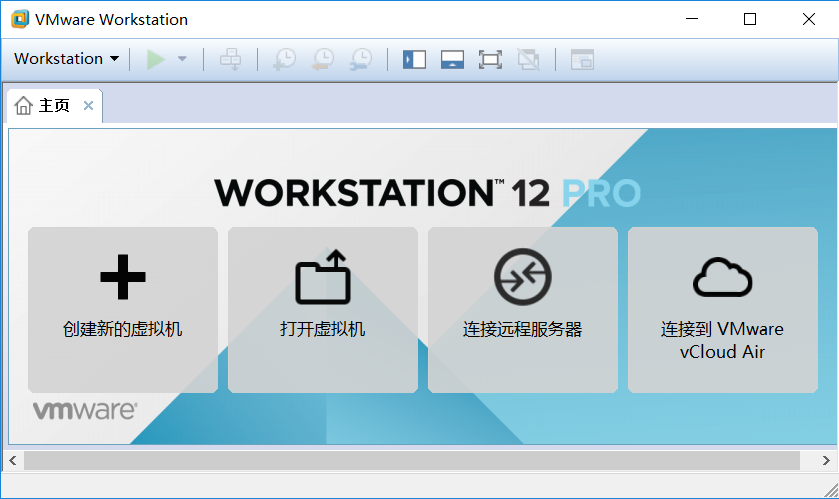 VMware Workstation
Workstation
主页
WORKSTATION™ 12 PRO
创建新的虚拟机
打开虚拟机
连接远程服务器
连接到 VMware
vCloud Air
vmware®